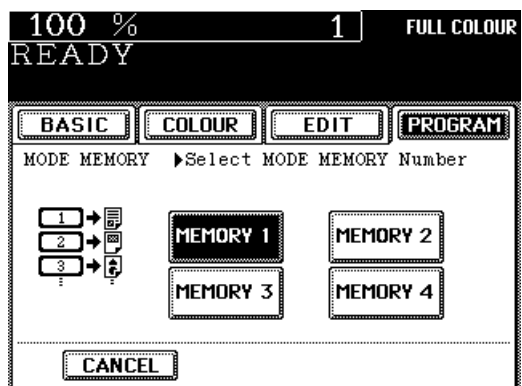 100 % 1 FULL COLOUR
READY
BASIC COLOUR EDIT PROGRAM
MODE MEMORY ▶Select MODE MEMORY Number
1
2
3
MEMORY 1 MEMORY 2
MEMORY 3 MEMORY 4
CANCEL